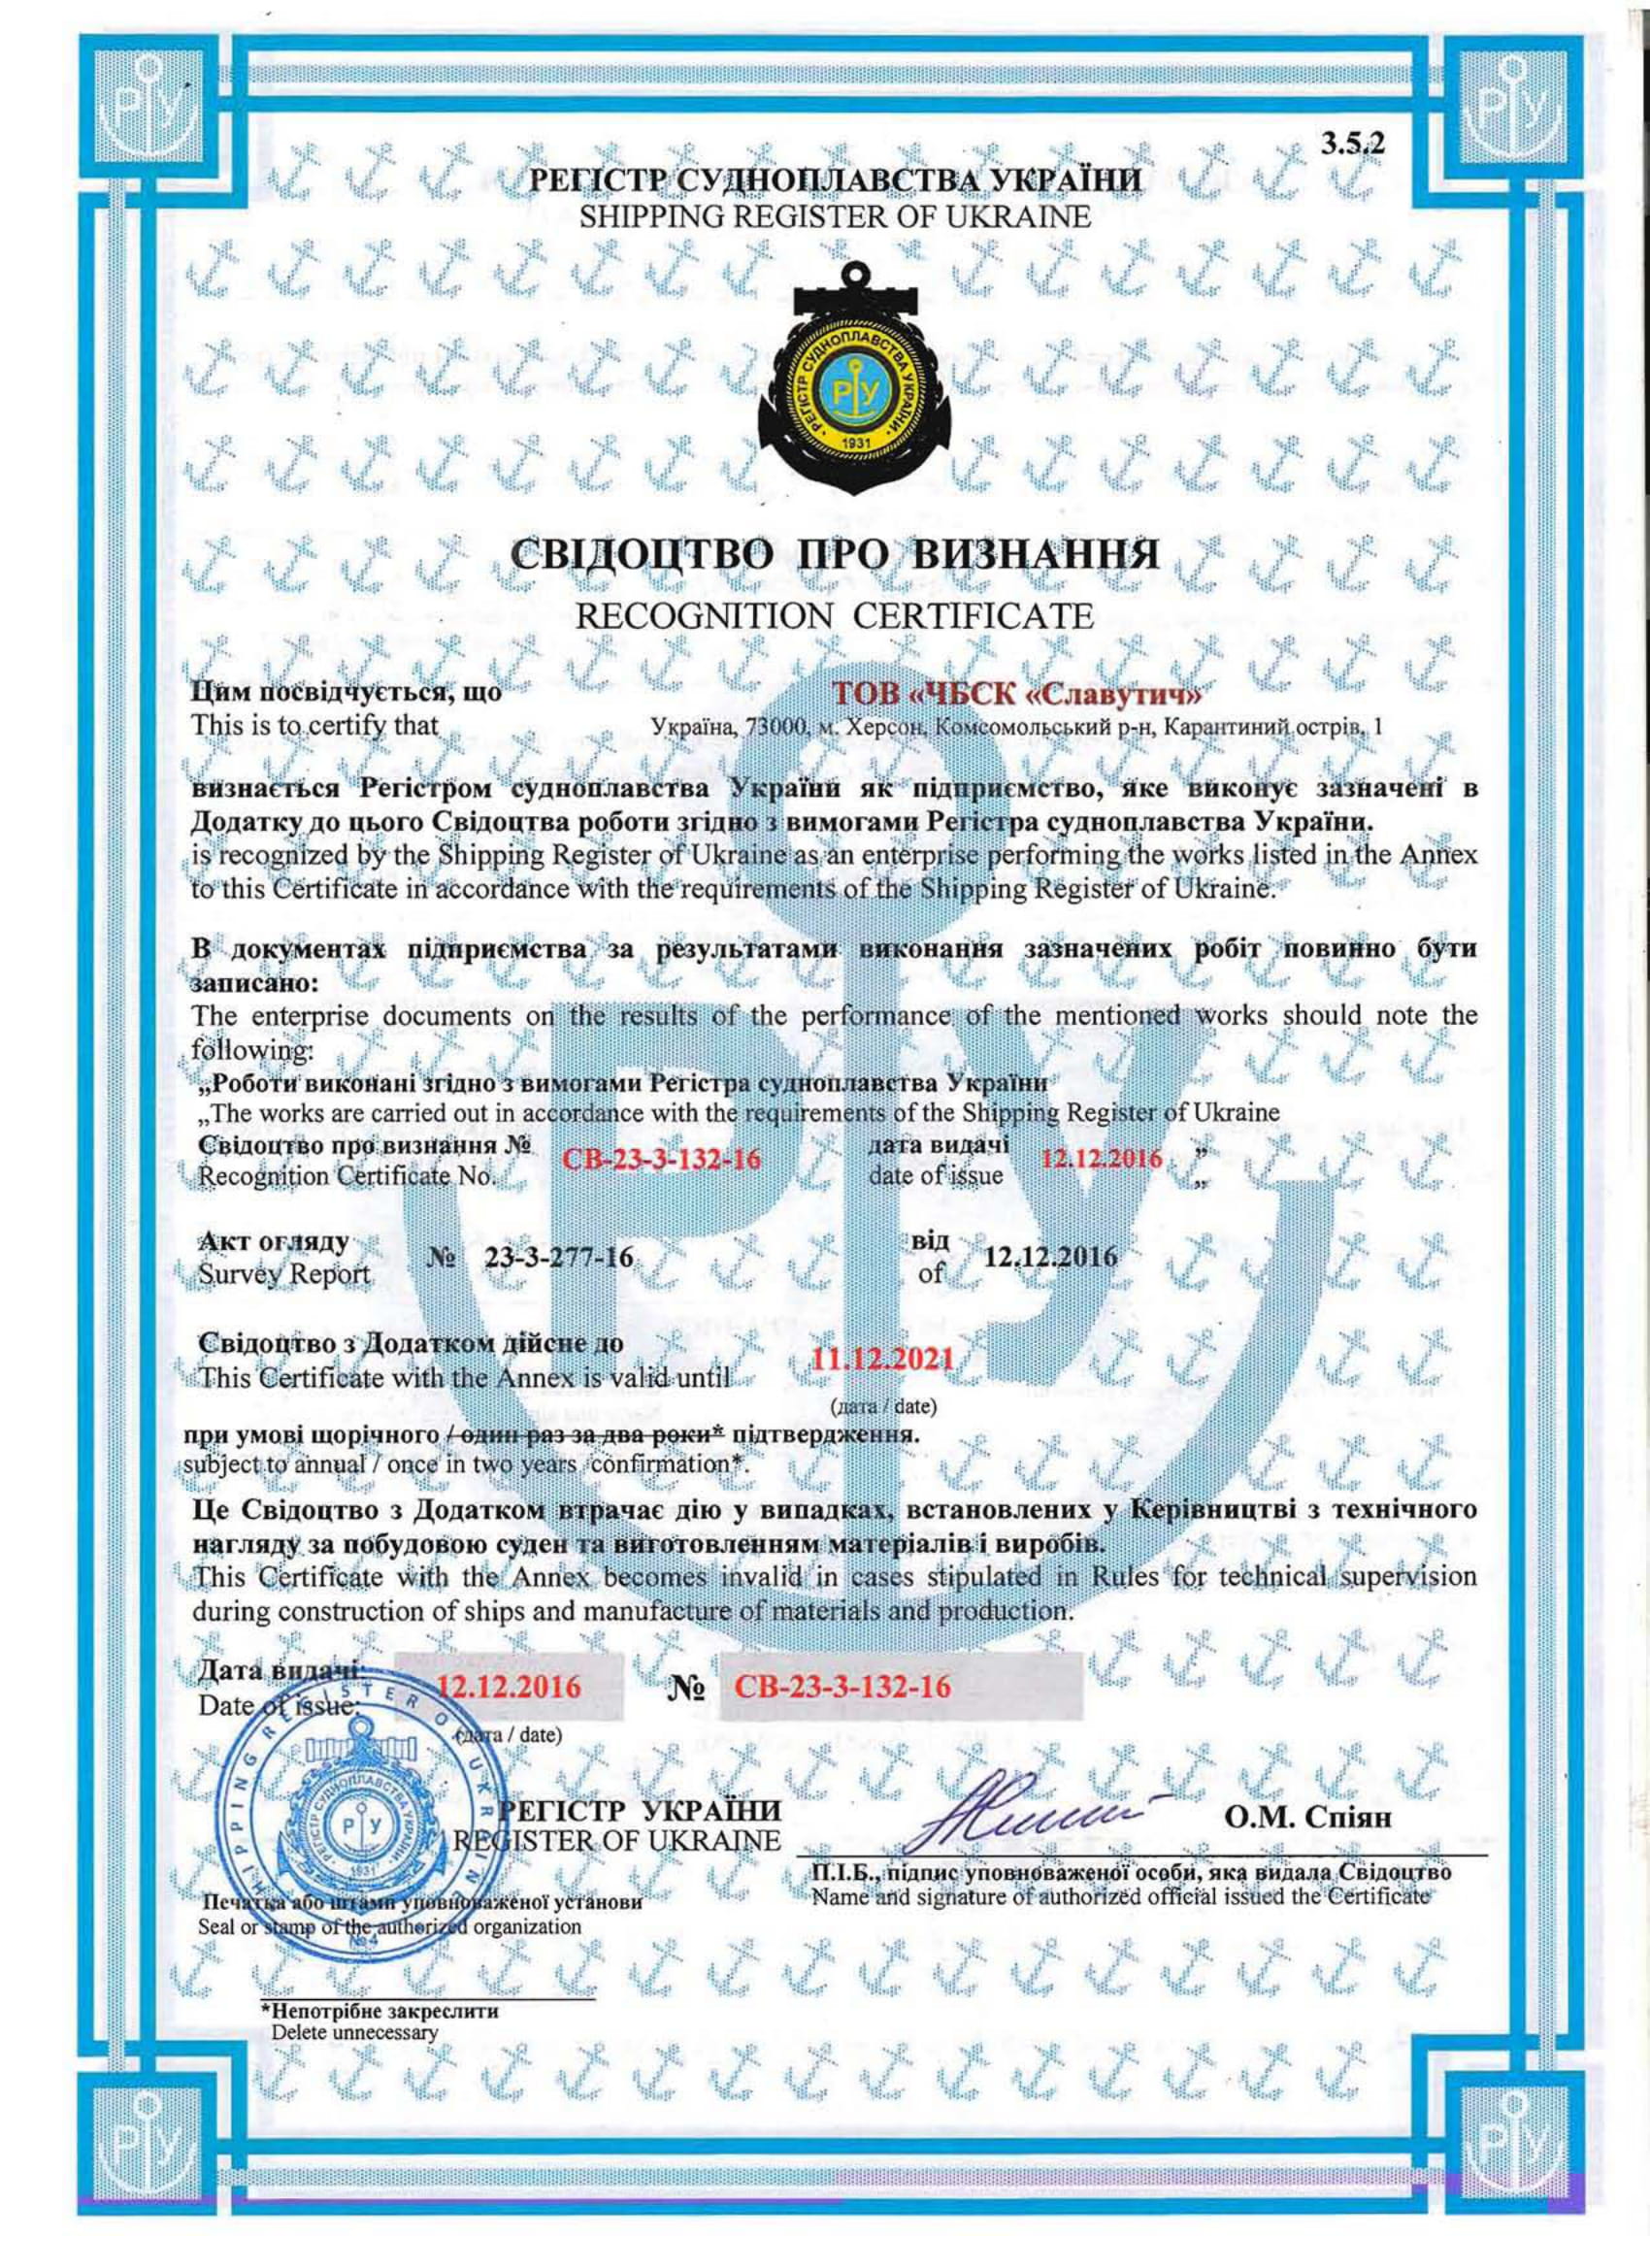 3.5.2
РЕГІСТР СУДНОПЛАВСТВА УКРАЇНИ
SHIPPING REGISTER OF UKRAINE
РЕГІСТР СУДНОПЛАВСТВА УКРАЇНИ
РУ
1931
СВІДОЦТВО ПРО ВИЗНАННЯ
RECOGNITION CERTIFICATE
Цим посвідчується, що
ТОВ «ЧБСК «Славутич»
This is to certify that
Україна, 73000, м. Херсон, Комсомольський р-н, Карантиний острів, 1
визнається Регістром судноплавства України як підприємство, яке виконує зазначені в
Додатку до цього Свідоцтва роботи згідно з вимогами Регістра судноплавства України.
is recognized by the Shipping Register of Ukraine as an enterprise performing the works listed in the Annex
to this Certificate in accordance with the requirements of the Shipping Register of Ukraine.
В документах підприємства за результатами виконання зазначених робіт повинно бути
записано:
The enterprise documents on the results of the performance of the mentioned works should note the
following:
„Роботи виконані згідно з вимогами Регістра судноплавства України
„The works are carried out in accordance with the requirements of the Shipping Register of Ukraine
Свідоцтво про визнання № СВ-23-3-132-16 дата видачі 12.12.2016 ”
Recognition Certificate No. date of issue „
Акт огляду № 23-3-277-16 від 12.12.2016
Survey Report of
Свідоцтво з Додатком дійсне до 11.12.2021
This Certificate with the Annex is valid until
(дата / date)
при умові щорічного / один раз за два роки* підтвердження.
subject to annual / once in two years confirmation*.
Це Свідоцтво з Додатком втрачає дію у випадках, встановлених у Керівництві з технічного
нагляду за побудовою суден та виготовленням матеріалів і виробів.
This Certificate with the Annex becomes invalid in cases stipulated in Rules for technical supervision
during construction of ships and manufacture of materials and production.
Дата видачі: 12.12.2016 № СВ-23-3-132-16
Date of issue:
(дата / date)
SHIPPING REGISTER OF UKRAINE
РЕГІСТР СУДНОПЛАВСТВА УКРАЇНИ
РУ
1931
№4
РЕГІСТР УКРАЇНИ
REGISTER OF UKRAINE
О.М. Спіян
П.І.Б., підпис уповноваженої особи, яка видала Свідоцтво
Name and signature of authorized official issued the Certificate
Печатка або штамп уповноваженої установи
Seal or stamp of the authorized organization
*Непотрібне закреслити
Delete unnecessary